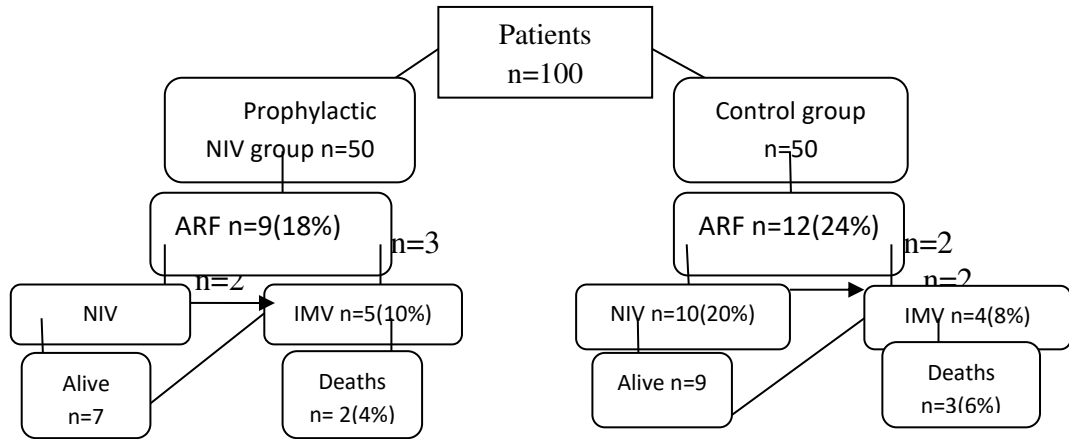 Patients
n=100
Prophylactic
NIV group n=50
Control group
n=50
ARF n=9(18%)
n=3
ARF n=12(24%)
n=2
n=2
n=2
NIV
IMV n=5(10%)
NIV n=10(20%)
IMV n=4(8%)
Alive
n=7
Deaths
n= 2(4%)
Alive n=9
Deaths
n=3(6%)